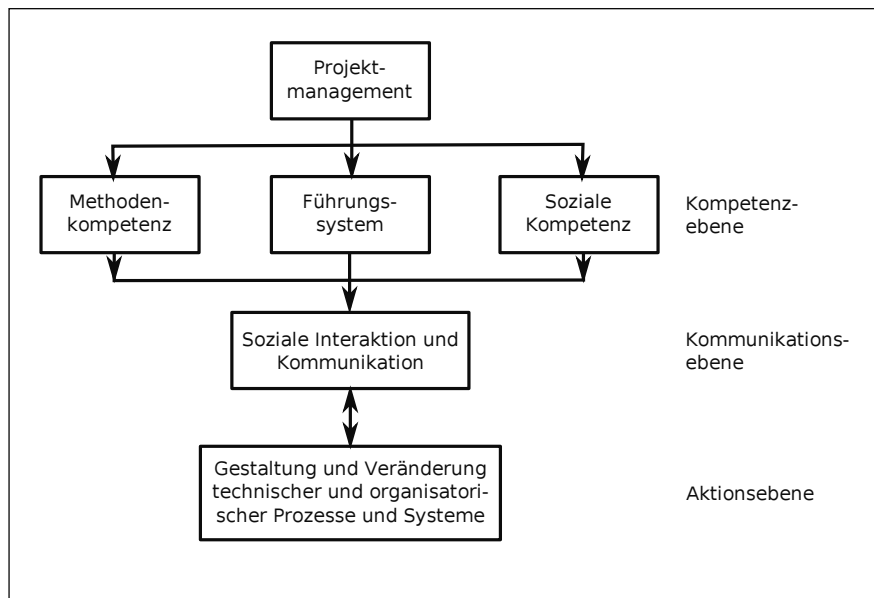 Projekt-
management
Methoden-
kompetenz
Führungs-
system
Soziale
Kompetenz
Kompetenz-
ebene
Soziale Interaktion und
Kommunikation
Kommunikations-
ebene
Gestaltung und Veränderung
technischer und organisatori-
scher Prozesse und Systeme
Aktionsebene